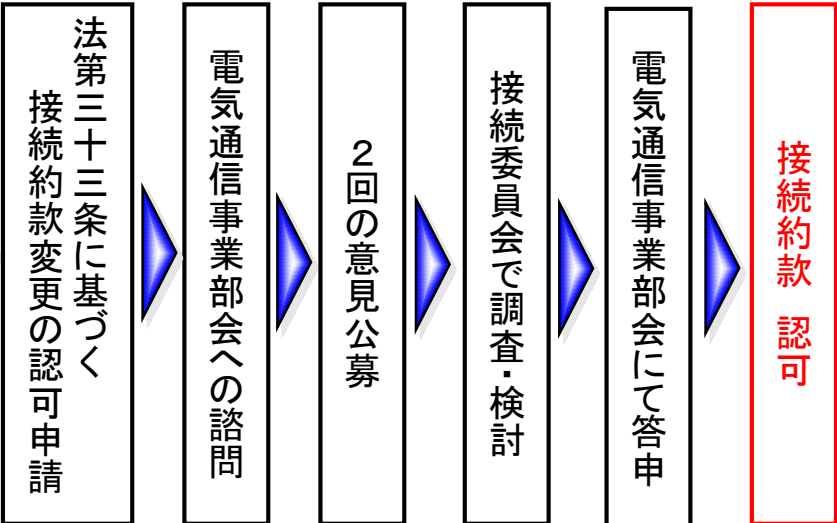 法第三十三条に基づく
接続約款変更の認可申請
電気通信事業部会への諮問
２回の意見公募
接続委員会で調査・検討
電気通信事業部会にて答申
接続約款 認可